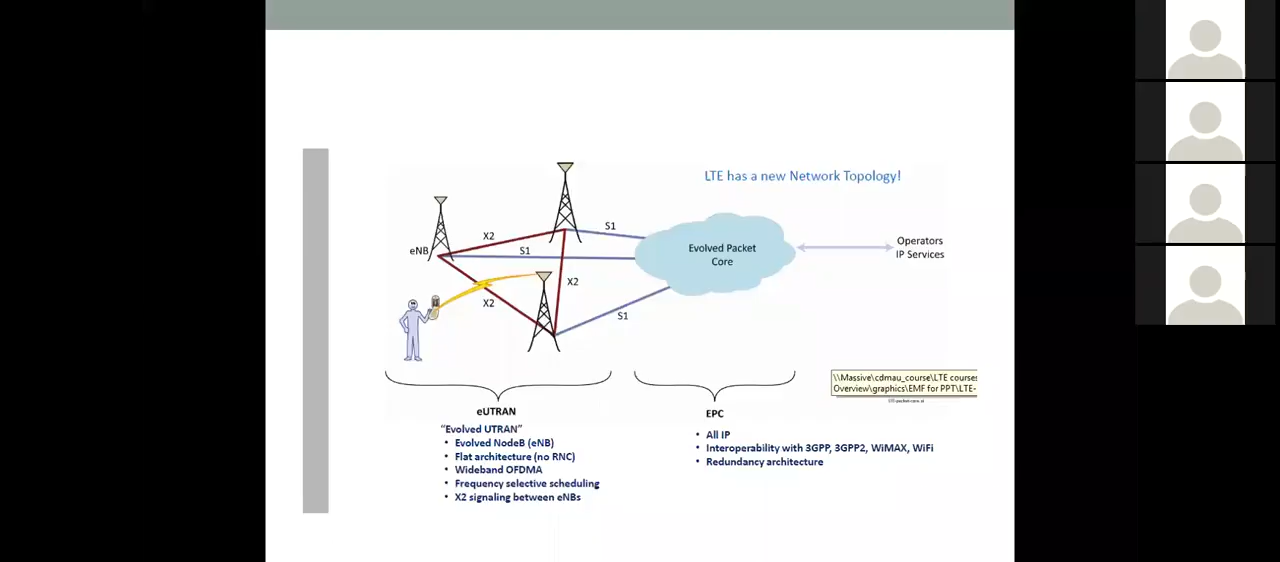 LTE has a new Network Topology!
S1
X2
eNB
S1
Evolved Packet
Core
Operators
IP Services
X2
X2
S1
\\Massive\cdmau_course\LTE courses
Overview\graphics\EMF for PPT\LTE-
eUTRAN
EPC
"Evolved UTRAN"
• Evolved NodeB (eNB)
• Flat architecture (no RNC)
• Wideband OFDMA
• Frequency selective scheduling
• X2 signaling between eNBs
• All IP
• Interoperability with 3GPP, 3GPP2, WiMAX, WiFi
• Redundancy architecture